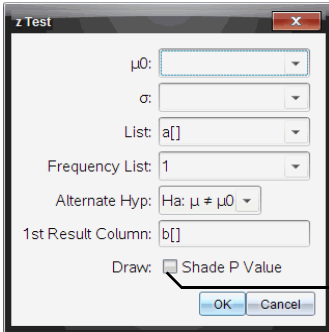 z Test
x
μ0:
σ:
List: a[]
Frequency List: 1
Alternate Hyp: Ha: μ ≠ μ0
1st Result Column: b[]
Draw: Shade P Value
OK Cancel